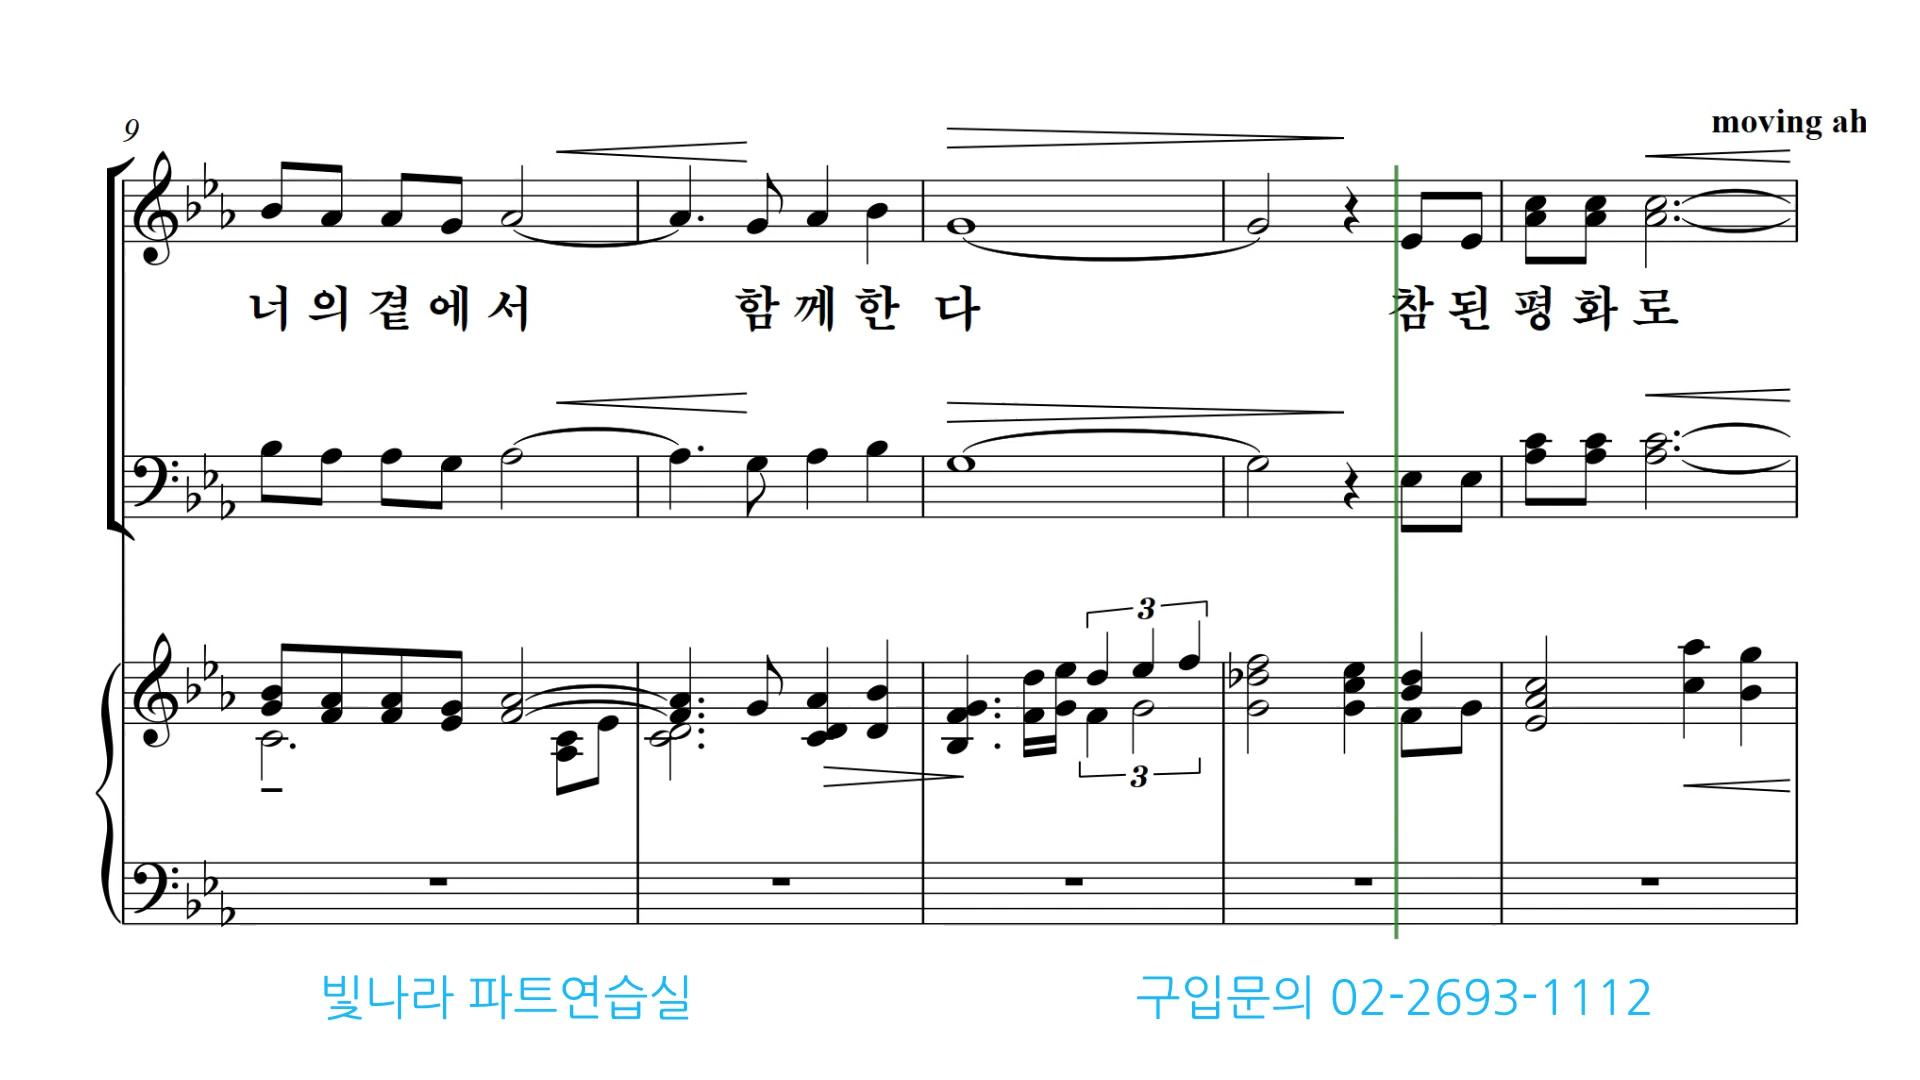 9
moving ah
너 의 곁 에 서 함 께 한 다 참 된 평 화 로
3
3
빛나라 파트연습실 구입문의 02-2693-1112